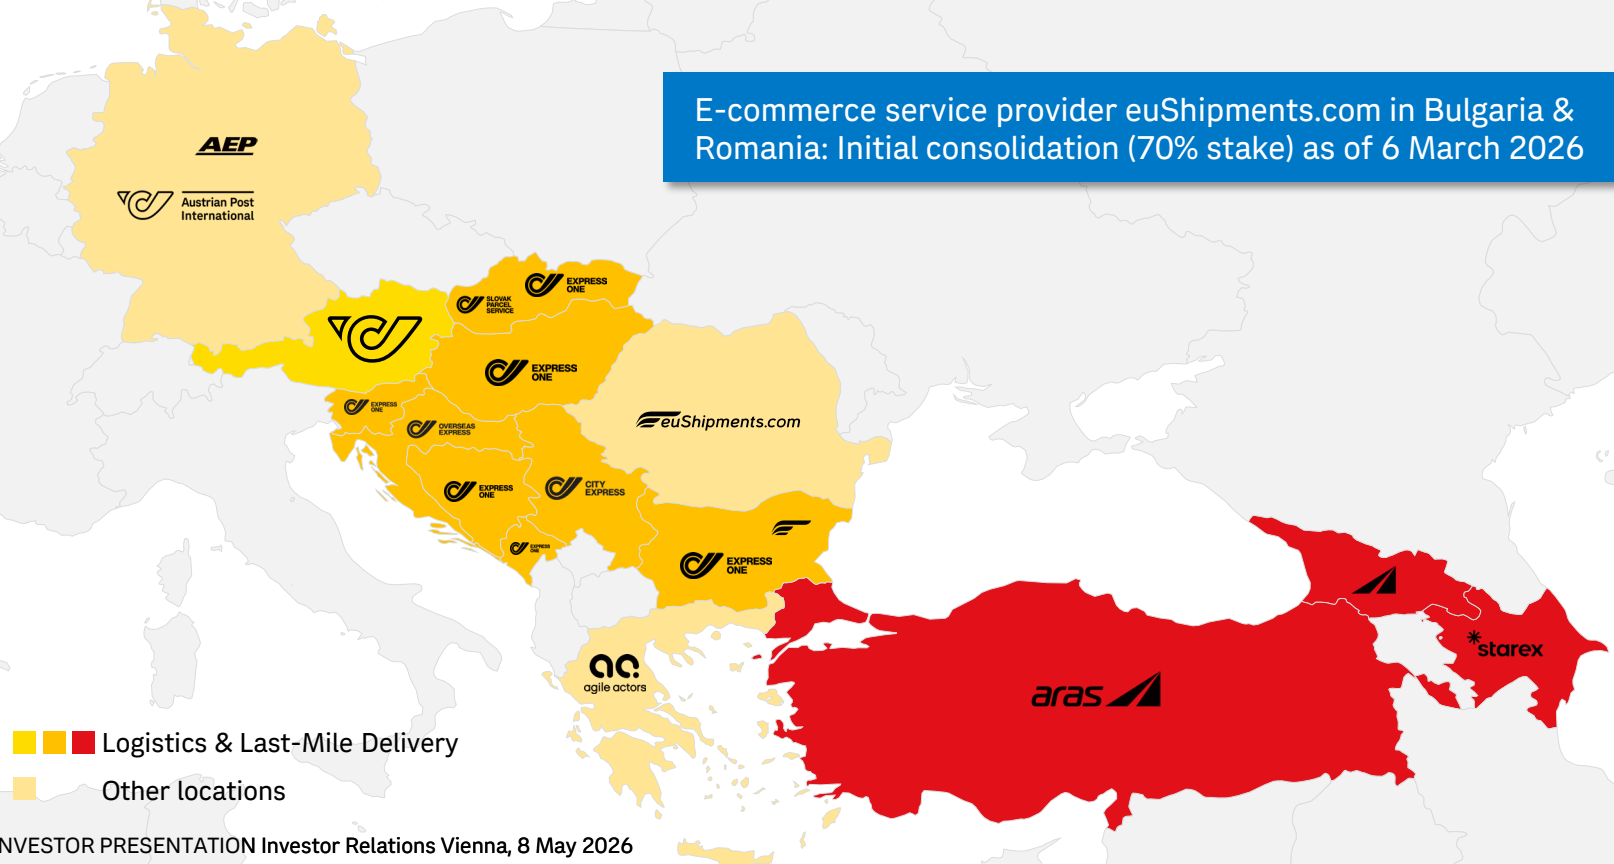 E-commerce service provider euShipments.com in Bulgaria &
Romania: Initial consolidation (70% stake) as of 6 March 2026
AEP
Austrian Post
International
EXPRESS
ONE
SLOVAK
PARCEL
SERVICE
EXPRESS
ONE
EXPRESS
ONE
OVERSEAS
EXPRESS
euShipments.com
EXPRESS
ONE
CITY
EXPRESS
EXPRESS
ONE
EXPRESS
ONE
starex
aq.
agile actors
aras
Logistics & Last-Mile Delivery
Other locations
NVESTOR PRESENTATION Investor Relations Vienna, 8 May 2026